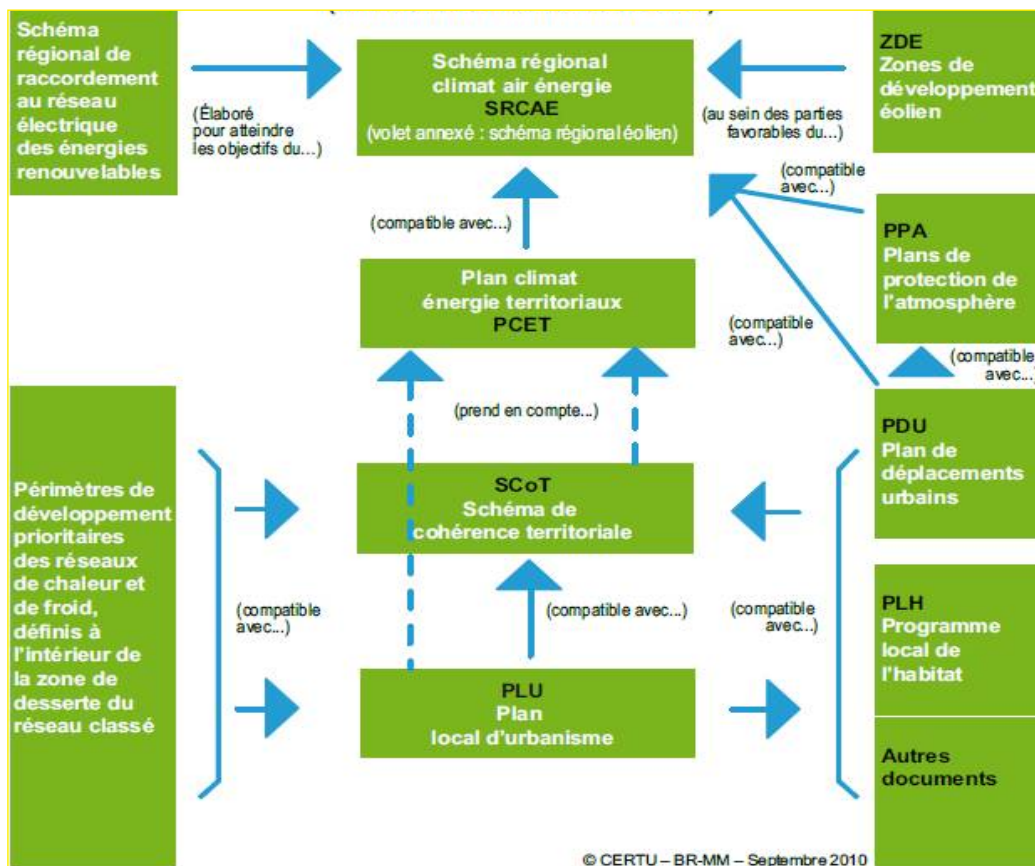 Schéma
régional de
raccordement
au réseau
électrique
des énergies
renouvelables
(Élaboré
pour atteindre
les objectifs du...)
Schéma régional
climat air énergie
SRCAE
(volet annexé : schéma régional éolien)
(au sein des parties
favorables du...)
ZDE
Zones de
développement
éolien
(compatible avec...)
(compatible
avec...)
PPA
Plans de
protection de
l'atmosphère
Plan climat
énergie territoriaux
PCET
(compatible
avec...)
(compatible
avec...)
(prend en compte...)
PDU
Plan de
déplacements
urbains
Périmètres de
développement
prioritaires
des réseaux
de chaleur et
de froid,
définis à
l'intérieur de
la zone de
desserte du
réseau classé
SCoT
Schéma de
cohérence territoriale
(compatible
avec...)
(compatible avec...)
(compatible
avec...)
PLH
Programme
local de
l'habitat
PLU
Plan
local d'urbanisme
Autres
documents
© CERTU – BR-MM – Septembre 2010